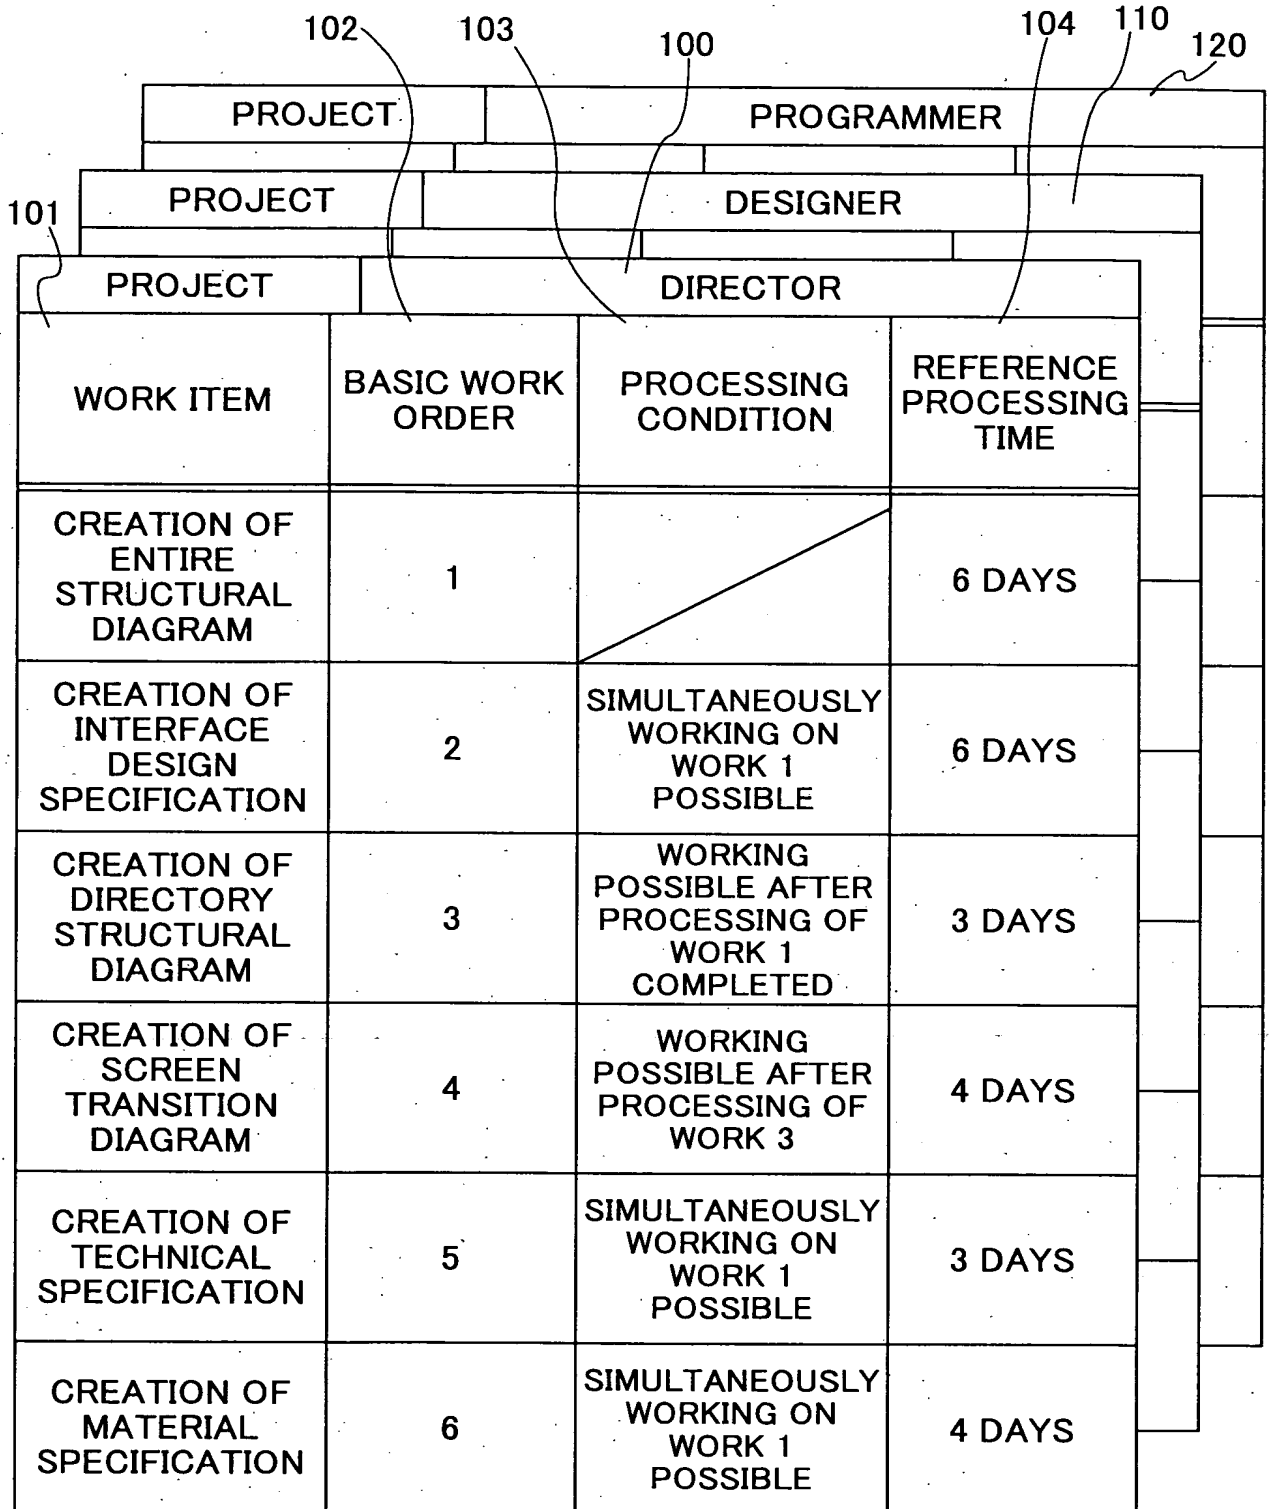 102
103
100
104
110
120
PROJECT
PROGRAMMER
PROJECT
DESIGNER
101
PROJECT
DIRECTOR
WORK ITEM
BASIC WORK
ORDER
PROCESSING
CONDITION
REFERENCE
PROCESSING
TIME
CREATION OF
ENTIRE
STRUCTURAL
DIAGRAM
1
6 DAYS
CREATION OF
INTERFACE
DESIGN
SPECIFICATION
2
SIMULTANEOUSLY
WORKING ON
WORK 1
POSSIBLE
6 DAYS
CREATION OF
DIRECTORY
STRUCTURAL
DIAGRAM
3
WORKING
POSSIBLE AFTER
PROCESSING OF
WORK 1
COMPLETED
3 DAYS
CREATION OF
SCREEN
TRANSITION
DIAGRAM
4
WORKING
POSSIBLE AFTER
PROCESSING OF
WORK 3
4 DAYS
CREATION OF
TECHNICAL
SPECIFICATION
5
SIMULTANEOUSLY
WORKING ON
WORK 1
POSSIBLE
3 DAYS
CREATION OF
MATERIAL
SPECIFICATION
6
SIMULTANEOUSLY
WORKING ON
WORK 1
POSSIBLE
4 DAYS